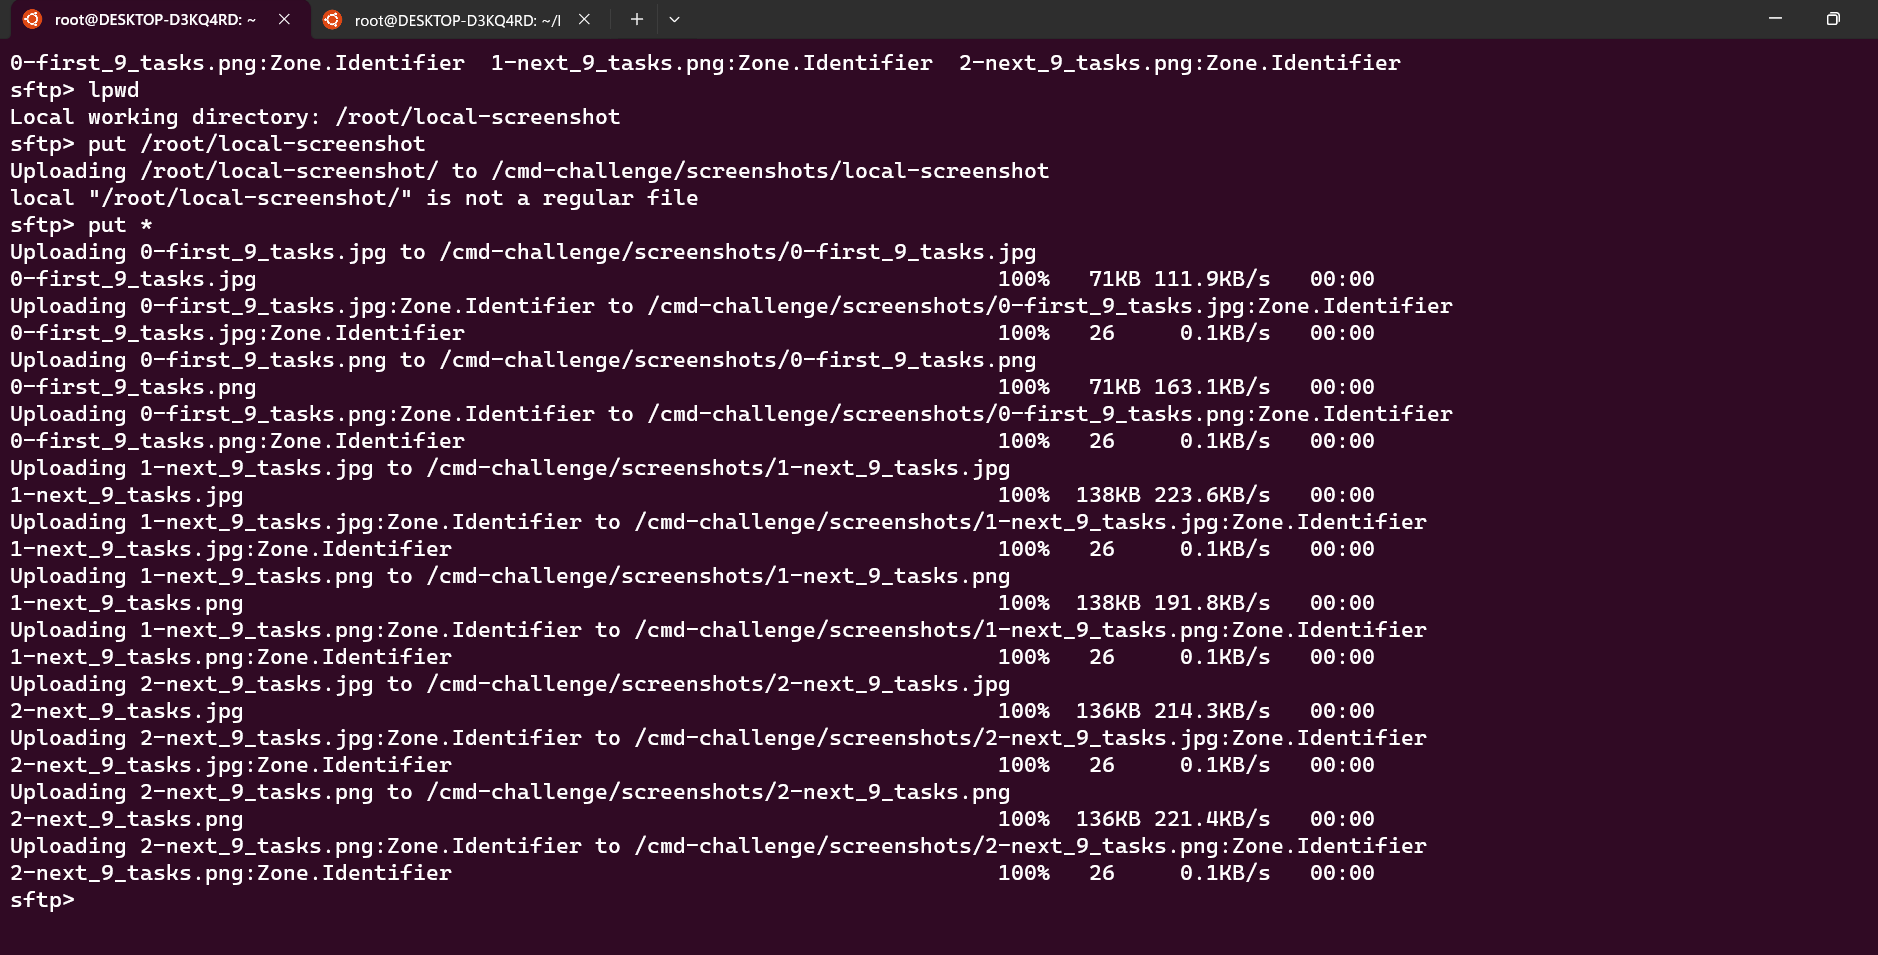 root@DESKTOP-D3KQ4RD: ~
root@DESKTOP-D3KQ4RD: ~/l
0-first_9_tasks.png:Zone.Identifier  1-next_9_tasks.png:Zone.Identifier  2-next_9_tasks.png:Zone.Identifier
sftp> lpwd
Local working directory: /root/local-screenshot
sftp> put /root/local-screenshot
Uploading /root/local-screenshot/ to /cmd-challenge/screenshots/local-screenshot
local "/root/local-screenshot/" is not a regular file
sftp> put *
Uploading 0-first_9_tasks.jpg to /cmd-challenge/screenshots/0-first_9_tasks.jpg
0-first_9_tasks.jpg 100% 71KB 111.9KB/s 00:00
Uploading 0-first_9_tasks.jpg:Zone.Identifier to /cmd-challenge/screenshots/0-first_9_tasks.jpg:Zone.Identifier
0-first_9_tasks.jpg:Zone.Identifier 100% 26 0.1KB/s 00:00
Uploading 0-first_9_tasks.png to /cmd-challenge/screenshots/0-first_9_tasks.png
0-first_9_tasks.png 100% 71KB 163.1KB/s 00:00
Uploading 0-first_9_tasks.png:Zone.Identifier to /cmd-challenge/screenshots/0-first_9_tasks.png:Zone.Identifier
0-first_9_tasks.png:Zone.Identifier 100% 26 0.1KB/s 00:00
Uploading 1-next_9_tasks.jpg to /cmd-challenge/screenshots/1-next_9_tasks.jpg
1-next_9_tasks.jpg 100% 138KB 223.6KB/s 00:00
Uploading 1-next_9_tasks.jpg:Zone.Identifier to /cmd-challenge/screenshots/1-next_9_tasks.jpg:Zone.Identifier
1-next_9_tasks.jpg:Zone.Identifier 100% 26 0.1KB/s 00:00
Uploading 1-next_9_tasks.png to /cmd-challenge/screenshots/1-next_9_tasks.png
1-next_9_tasks.png 100% 138KB 191.8KB/s 00:00
Uploading 1-next_9_tasks.png:Zone.Identifier to /cmd-challenge/screenshots/1-next_9_tasks.png:Zone.Identifier
1-next_9_tasks.png:Zone.Identifier 100% 26 0.1KB/s 00:00
Uploading 2-next_9_tasks.jpg to /cmd-challenge/screenshots/2-next_9_tasks.jpg
2-next_9_tasks.jpg 100% 136KB 214.3KB/s 00:00
Uploading 2-next_9_tasks.jpg:Zone.Identifier to /cmd-challenge/screenshots/2-next_9_tasks.jpg:Zone.Identifier
2-next_9_tasks.jpg:Zone.Identifier 100% 26 0.1KB/s 00:00
Uploading 2-next_9_tasks.png to /cmd-challenge/screenshots/2-next_9_tasks.png
2-next_9_tasks.png 100% 136KB 221.4KB/s 00:00
Uploading 2-next_9_tasks.png:Zone.Identifier to /cmd-challenge/screenshots/2-next_9_tasks.png:Zone.Identifier
2-next_9_tasks.png:Zone.Identifier 100% 26 0.1KB/s 00:00
sftp>